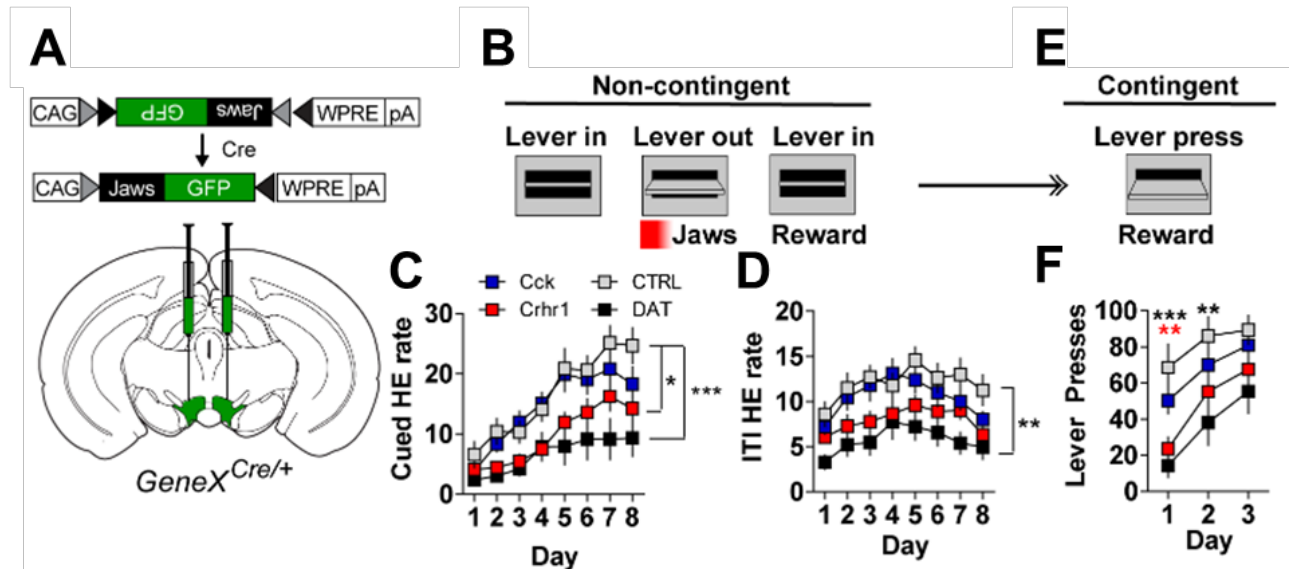 A
CAG GFP Jaws WPRE pA
Cre
CAG Jaws GFP WPRE pA
GeneX^Cre/+
B
Non-contingent
Lever in Lever out Lever in
Jaws Reward
E
Contingent
Lever press
Reward
C
Cck CTRL
Crhr1 DAT
Cued HE rate
30
20
10
0
* ***
1 2 3 4 5 6 7 8
Day
D
ITI HE rate
20
15
10
5
0
**
1 2 3 4 5 6 7 8
Day
F
Lever Presses
100
80
60
40
20
0
*** **
**
1 2 3
Day